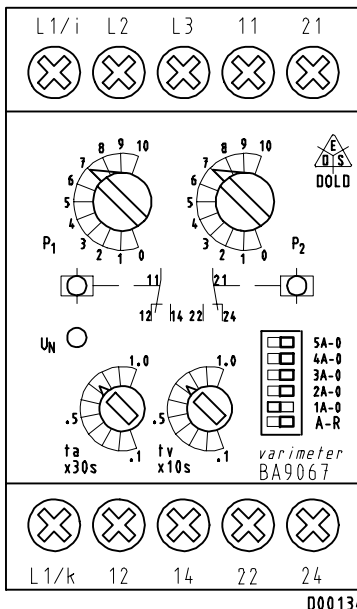 L1/i L2 L3 11 21
E
D S
DOLD
7 8 9 10
6
5
4
3 2 1 0
7 8 9 10
6
5
4
3 2 1 0
P1 P2
11 21
12 14 22 24
UN
1.0 1.0
.5 .5
.1 .1
ta
x30s
tv
x10s
5A-0
4A-0
3A-0
2A-0
1A-0
A-R
varimeter
BA9067
L1/k 12 14 22 24